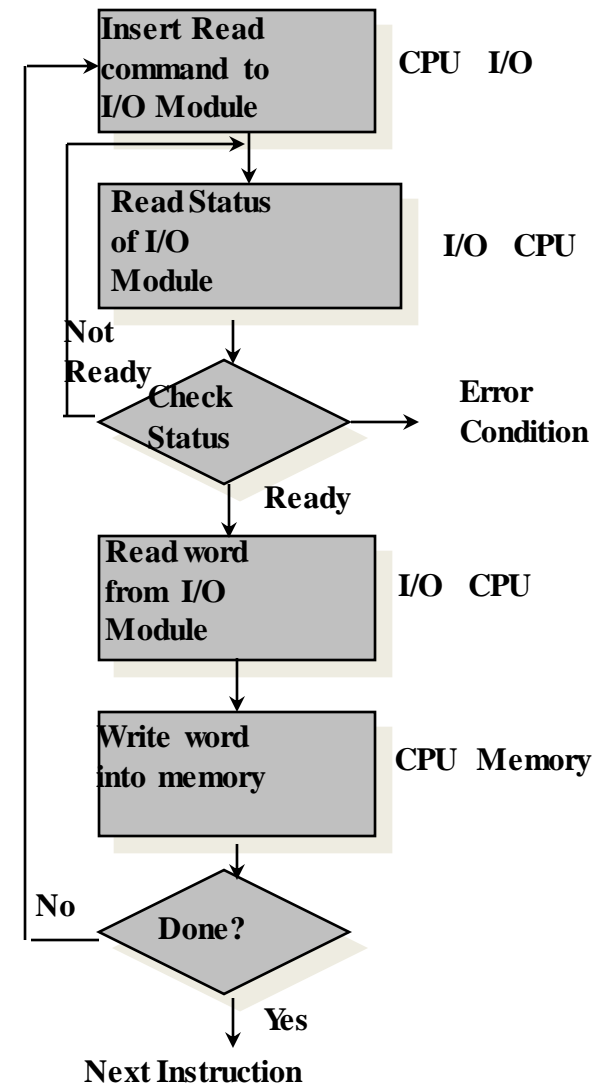 Insert Read
command to
I/O Module
CPU I/O
Read Status
of I/O
Module
I/O CPU
Not
Ready
Check
Status
Error
Condition
Ready
Read word
from I/O
Module
I/O CPU
Write word
into memory
CPU Memory
No
Done?
Yes
Next Instruction